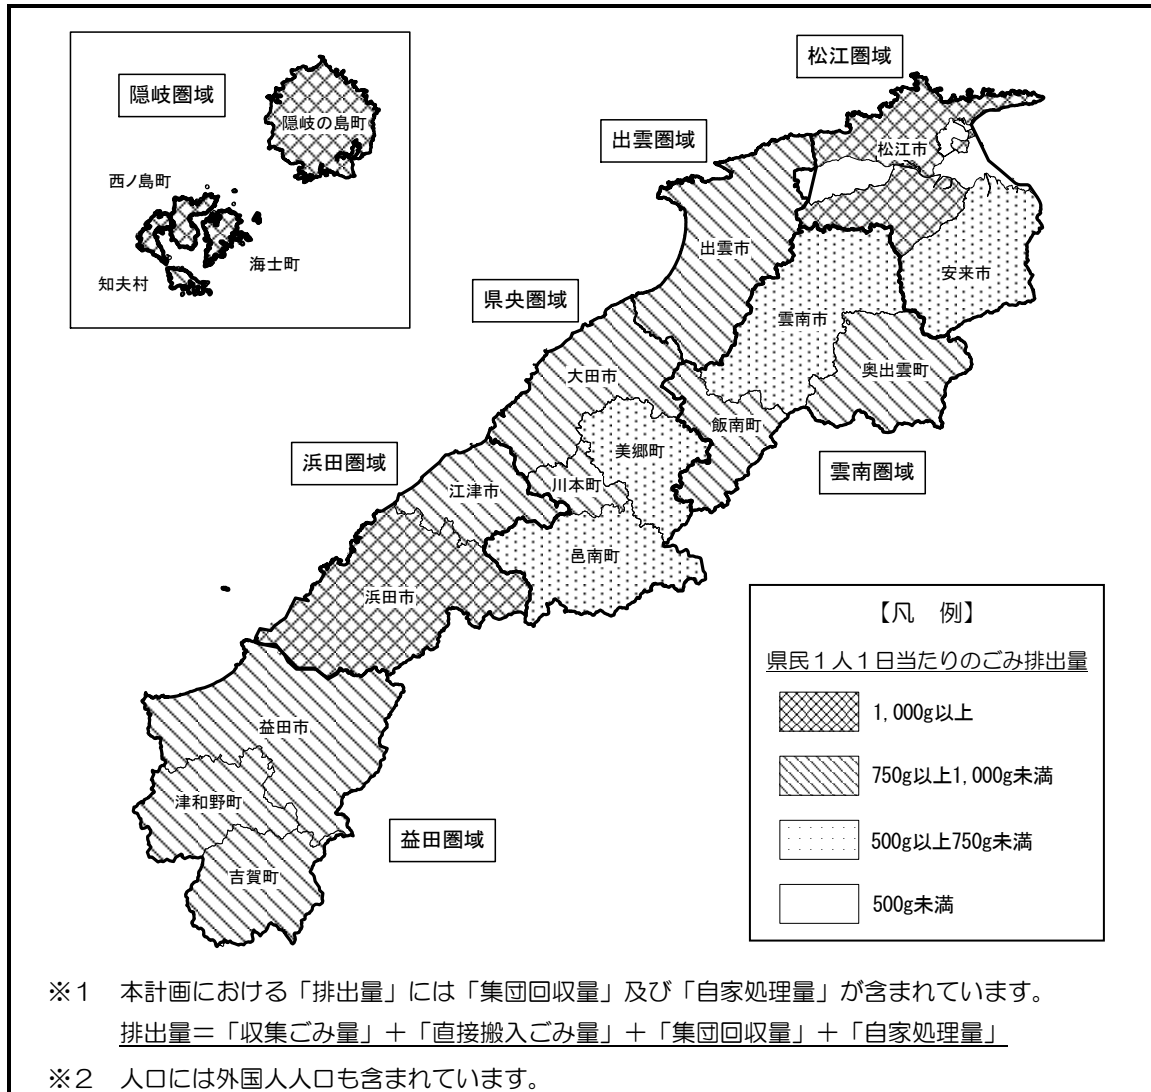 松江圏域
隠岐圏域
隠岐の島町
出雲圏域
松江市
西ノ島町
海士町
知夫村
出雲市
安来市
県央圏域
雲南市
大田市
奥出雲町
飯南町
美郷町
浜田圏域
雲南圏域
江津市
川本町
邑南町
浜田市
【凡 例】
県民1人1日当たりのごみ排出量
1,000g以上
750g以上1,000g未満
500g以上750g未満
500g未満
益田市
津和野町
益田圏域
吉賀町
※1 本計画における「排出量」には「集団回収量」及び「自家処理量」が含まれています。
排出量=「収集ごみ量」+「直接搬入ごみ量」+「集団回収量」+「自家処理量」
※2 人口には外国人人口も含まれています。